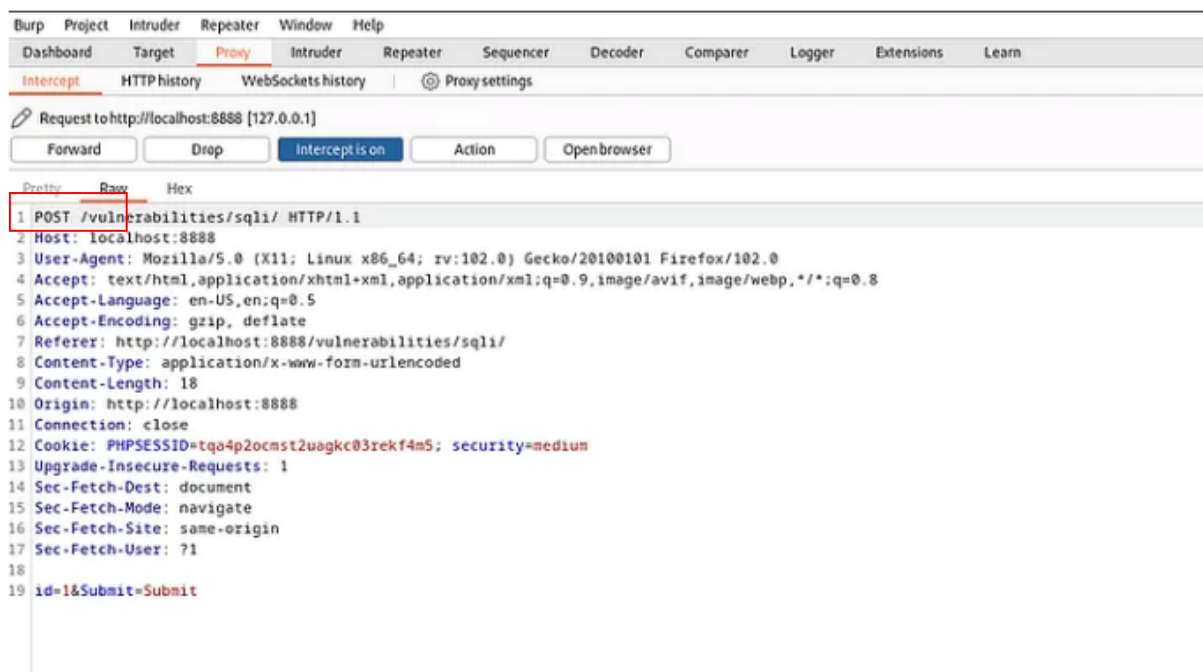 Burp Project Intruder Repeater Window Help
Dashboard Target Proxy Intruder Repeater Sequencer Decoder Comparer Logger Extensions Learn
Intercept HTTP history WebSockets history Proxy settings
Request to http://localhost:8888 [127.0.0.1]
Forward Drop Intercept is on Action Open browser
Pretty Raw Hex
1 POST /vulnerabilities/sqli/ HTTP/1.1
2 Host: localhost:8888
3 User-Agent: Mozilla/5.0 (X11; Linux x86_64; rv:102.0) Gecko/20100101 Firefox/102.0
4 Accept: text/html,application/xhtml+xml,application/xml;q=0.9,image/avif,image/webp,*/*;q=0.8
5 Accept-Language: en-US,en;q=0.5
6 Accept-Encoding: gzip, deflate
7 Referer: http://localhost:8888/vulnerabilities/sqli/
8 Content-Type: application/x-www-form-urlencoded
9 Content-Length: 18
10 Origin: http://localhost:8888
11 Connection: close
12 Cookie: PHPSESSID=tqa4p2ocmst2uagkc03rekf4m5; security=medium
13 Upgrade-Insecure-Requests: 1
14 Sec-Fetch-Dest: document
15 Sec-Fetch-Mode: navigate
16 Sec-Fetch-Site: same-origin
17 Sec-Fetch-User: ?1
18
19 id=1&Submit=Submit